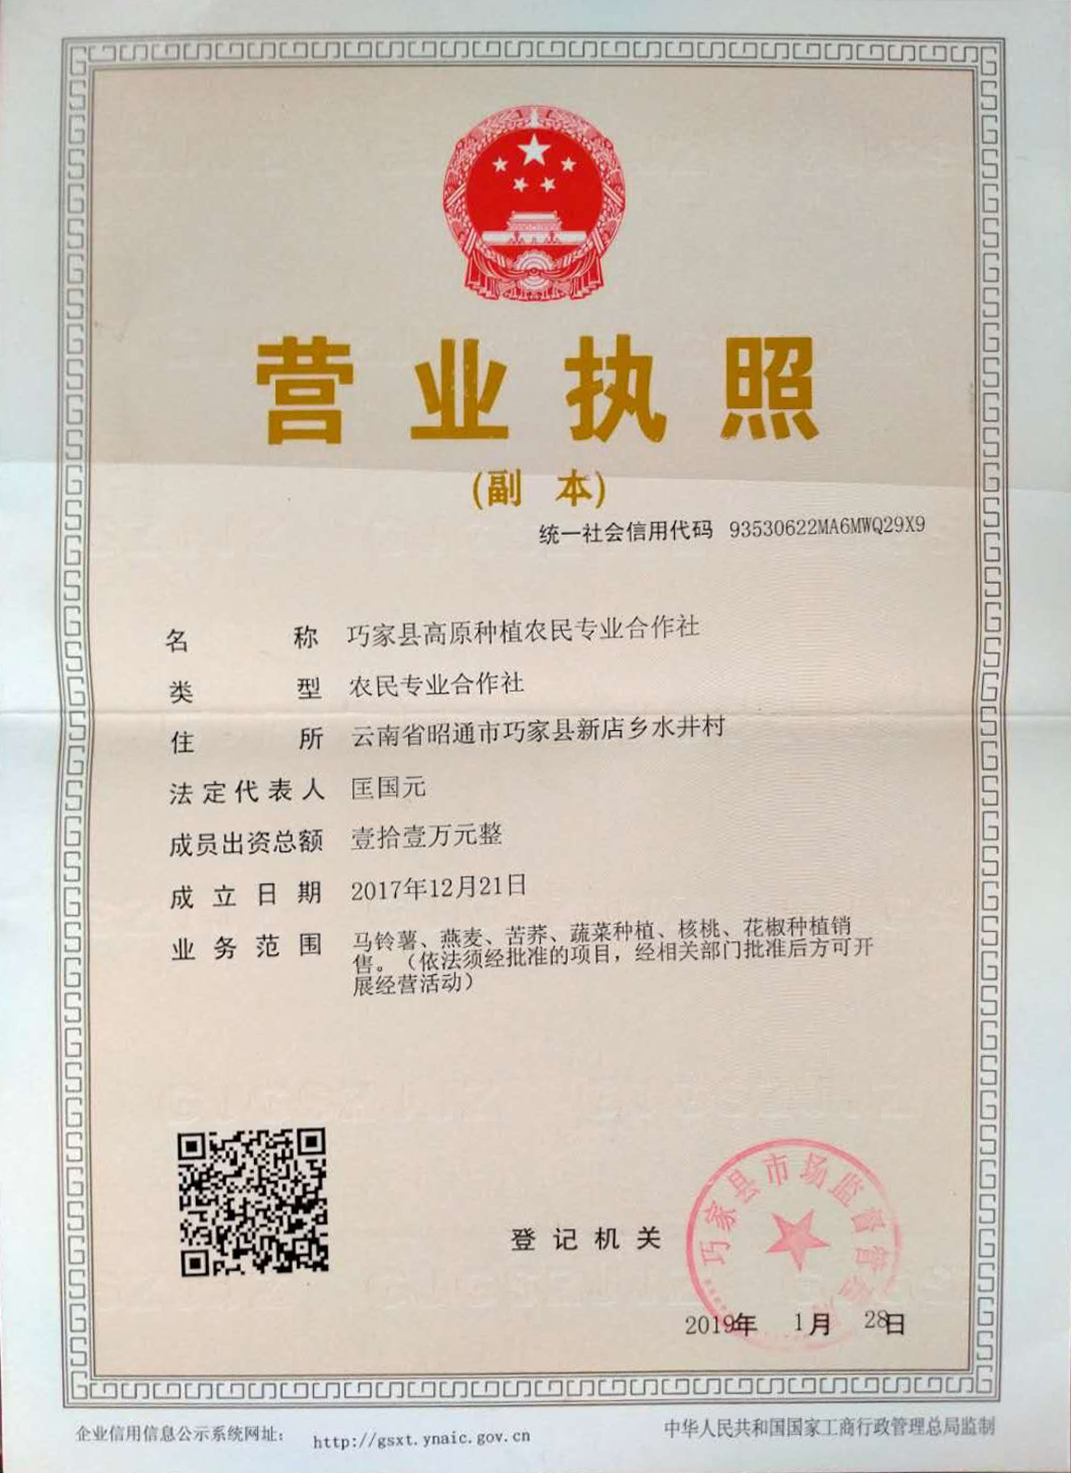 营业执照
(副 本)
统一社会信用代码 93530622MA6MWQ29X9
名 称 巧家县高原种植农民专业合作社
类 型 农民专业合作社
住 所 云南省昭通市巧家县新店乡水井村
法定代表人 匡国元
成员出资总额 壹拾壹万元整
成立日期 2017年12月21日
业务范围 马铃薯、燕麦、苦荞、蔬菜种植、核桃、花椒种植销
售。（依法须经批准的项目，经相关部门批准后方可开
展经营活动）
巧家县市场监督管理局
登记机关
2019年 1月 28日
企业信用信息公示系统网址： http://gsxt.ynaic.gov.cn
中华人民共和国国家工商行政管理总局监制